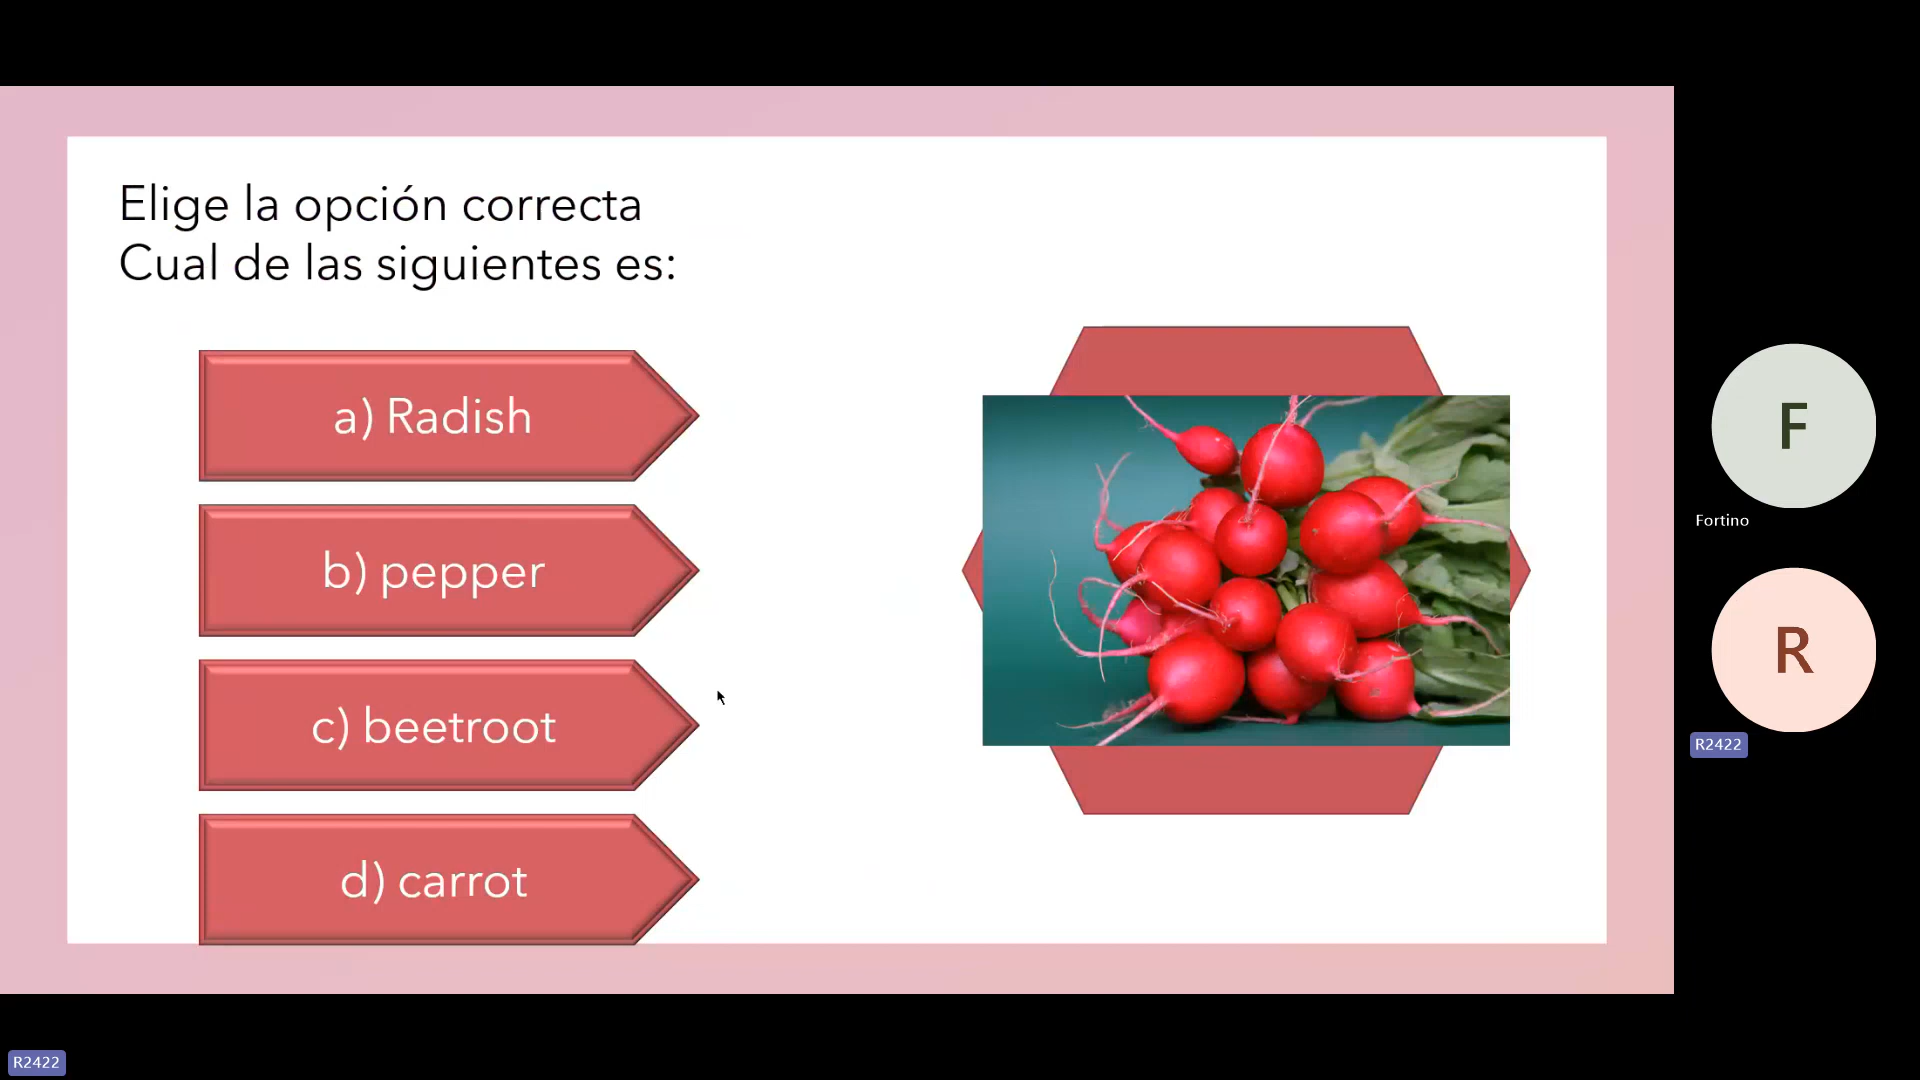 Elige la opción correcta
Cual de las siguientes es:
a) Radish
b) pepper
c) beetroot
d) carrot
F
Fortino
R
R2422
R2422